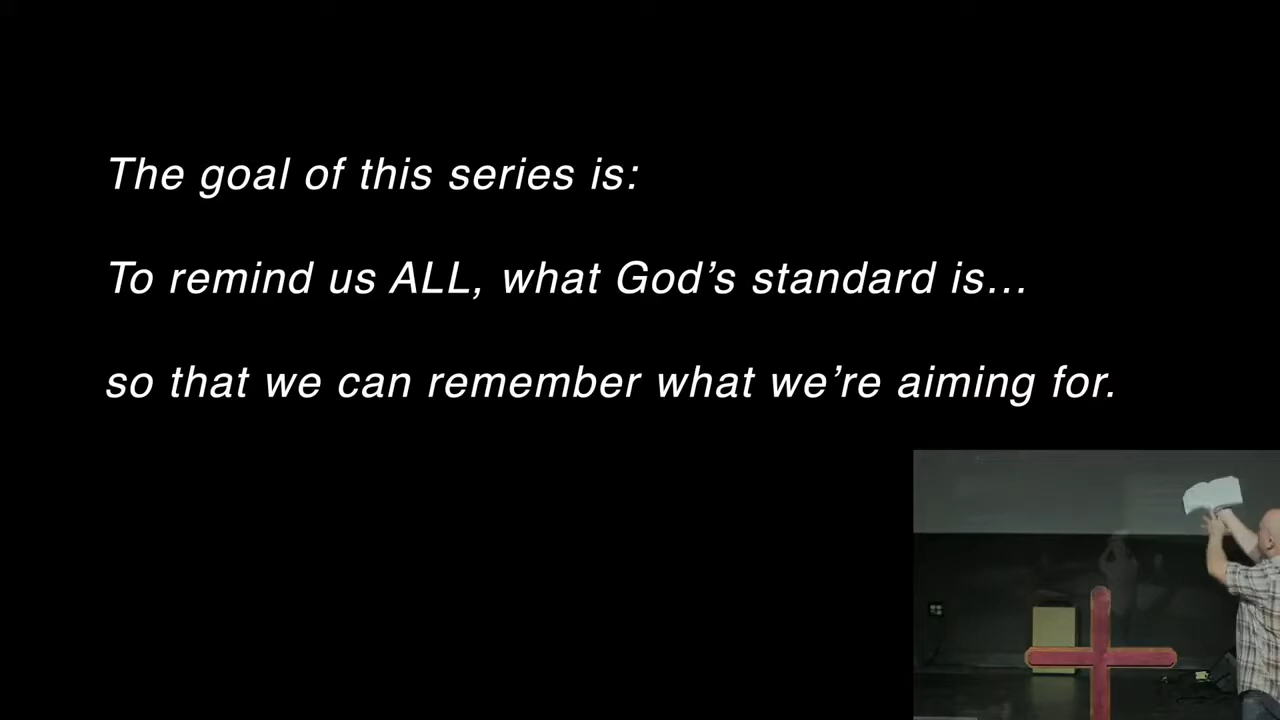 The goal of this series is:
To remind us ALL, what God’s standard is...
so that we can remember what we’re aiming for.